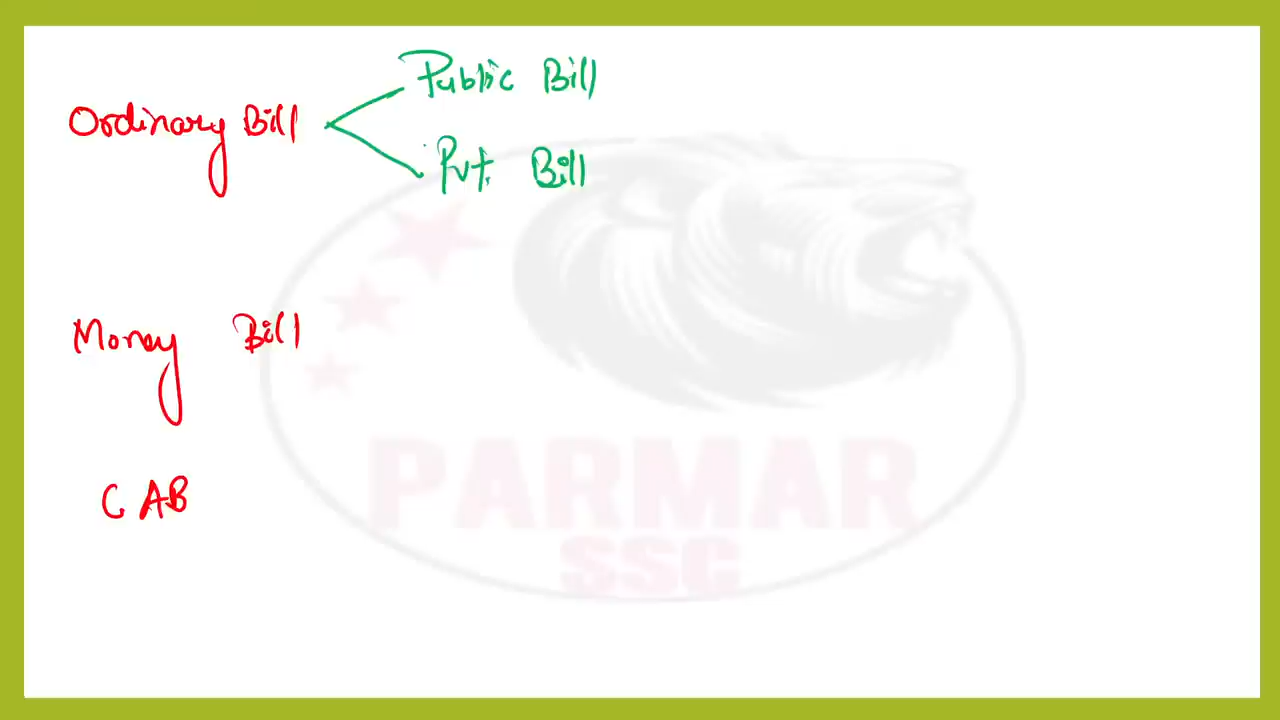 Public Bill
Ordinary Bill
Pvt. Bill
Money Bill
CAB
PARMAR
SSC